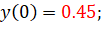 y(0) = 0.45;